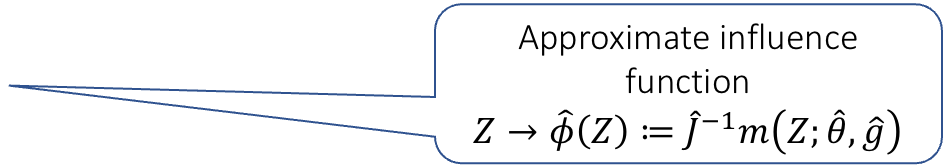 Approximate influence
function
𝑍 → 𝜙̂(𝑍) ≔ 𝐽̂⁻¹𝑚(𝑍; 𝜃̂, 𝑔̂)